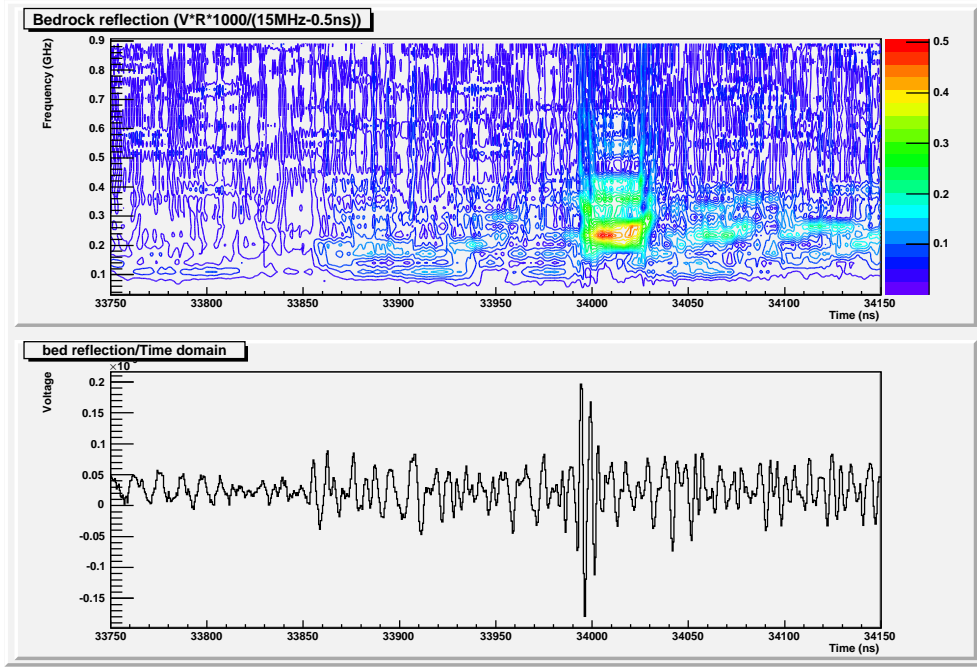 Bedrock reflection (V*R*1000/(15MHz-0.5ns))
Frequency (GHz)
0.9
0.8
0.7
0.6
0.5
0.4
0.3
0.2
0.1
0.5
0.4
0.3
0.2
0.1
33750 33800 33850 33900 33950 34000 34050 34100 34150
Time (ns)
bed reflection/Time domain
Voltage
0.2
0.15
0.1
0.05
0
-0.05
-0.1
-0.15
33750 33800 33850 33900 33950 34000 34050 34100 34150
Time (ns)